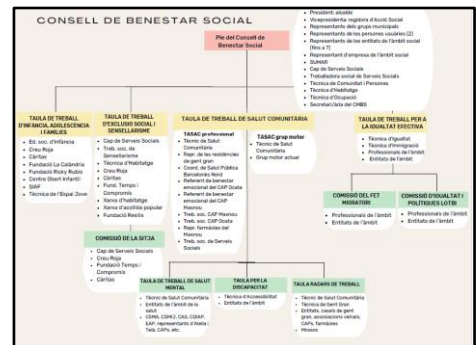 CONSELL DE BENESTAR SOCIAL
Ple del Consell de
Benestar Social
President: alcalde
Vicepresidenta regidora d'Acció Social
Representants dels grups municipals
Representants de les persones usuàries (2)
Representants de les entitats de l'àmbit social
(fins a 7)
Representant d'empresa de l'àmbit social
SUMAR
Cap de Serveis Socials
Treballadora social de Serveis Socials
Tècnica de Comunitat i Persones
Tècnica d'Habitatge
Tècnica d'Ocupació
Secretari/ària del CMBS
TAULA DE TREBALL
D'INFÀNCIA, ADOLESCÈNCIA
I FAMÍLIES
Ed. soc. d'Infància
Creu Roja
Càritas
Fundació La Calàndria
Fundació Ricky Rubio
Centre Obert Infantil
SIAF
Tècnica de l'Espai Jove
TAULA DE TREBALL
D'EXCLUSIÓ SOCIAL I
SENSELLARISME
Cap de Serveis Socials
Treb. soc. de
Sensellarisme
Tècnica d'Habitatge
Creu Roja
Càritas
Fund. Temps i
Compromís
Xarxa d'habitatge
Xarxa d'acollida popular
Fundació Resilis
COMISSIÓ DE LA SITJA
Cap de Serveis Socials
Creu Roja
Fundació Temps i
Compromís
Càritas
TAULA DE TREBALL DE SALUT COMUNITÀRIA
TASAC professional
Tècnic de Salut
Comunitària
Repr. de les residències
de gent gran
Coord. de Salut Pública
Barcelonès Nord
Referent de benestar
emocional del CAP Ocata
Referent de benestar
emocional del CAP
Masnou
Treb. soc. CAP Masnou
Treb. soc. CAP Ocata
Repr. farmàcies del
Masnou
Treb. soc. de Serveis
Socials
TASAC grup motor
Tècnic de Salut
Comunitària
Grup motor actual
TAULA DE TREBALL PER A
LA IGUALTAT EFECTIVA
Tècnica d'Igualtat
Tècnica d'Immigració
Professionals de l'àmbit
Entitats de l'àmbit
COMISSIÓ DEL FET
MIGRATORI
Professionals de l'àmbit
Entitats de l'àmbit
COMISSIÓ D'IGUALTAT I
POLÍTIQUES LGTBI
Professionals de l'àmbit
Entitats de l'àmbit
TAULA DE TREBALL DE SALUT
MENTAL
Tècnic de Salut Comunitària
Entitats de l'àmbit de la
salut
CSMA, CSMIJ, CAS, CDIAP,
EAP, representants d'Aleia i
Twb, CAPs, etc.
TAULA PER LA
DISCAPACITAT
Tècnica d'Accessibilitat
Entitats de l'àmbit
TAULA RADARS DE TREBALL
Tècnic de Salut Comunitària
Tècnica de Gent Gran
Entitats, casals de gent
gran, associacions veïnals,
CAPs, farmàcies
Mossos